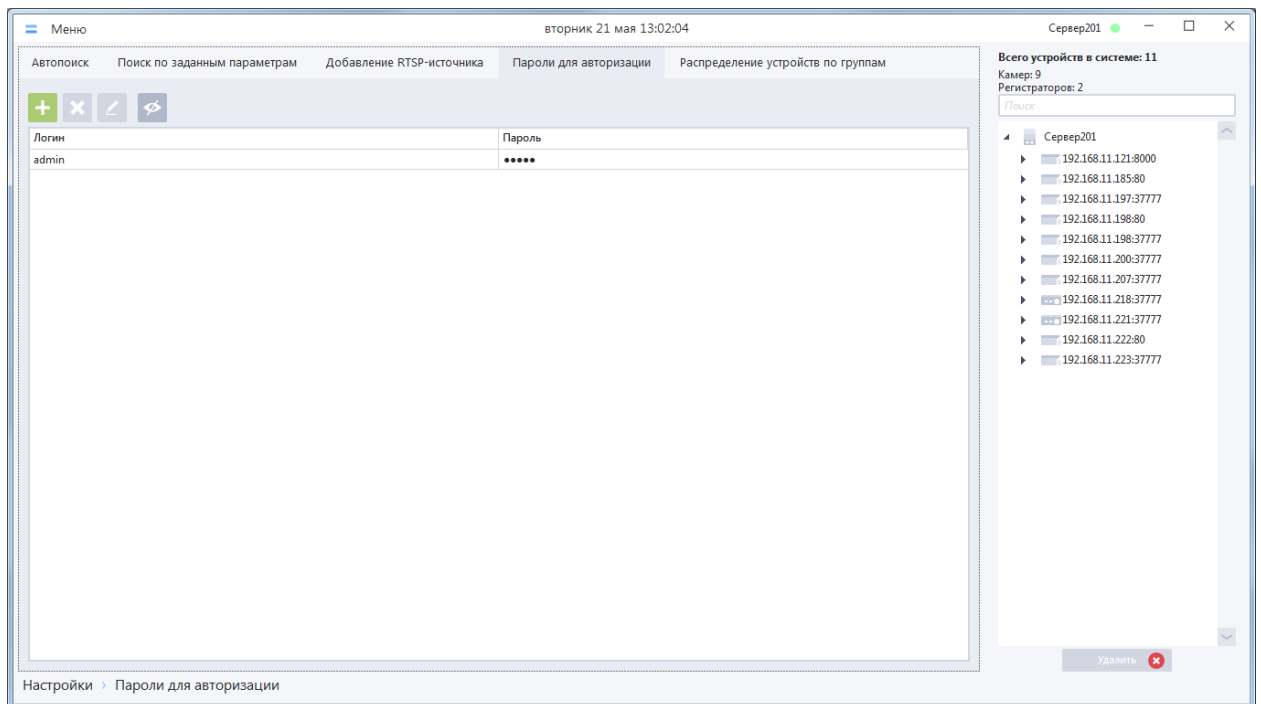 Меню
вторник 21 мая 13:02:04
Сервер201
Автопоиск
Поиск по заданным параметрам
Добавление RTSP-источника
Пароли для авторизации
Распределение устройств по группам
Логин
Пароль
admin
•••••
Всего устройств в системе: 11
Камер: 9
Регистраторов: 2
Поиск
Сервер201
192.168.11.121:8000
192.168.11.185:80
192.168.11.197:37777
192.168.11.198:80
192.168.11.198:37777
192.168.11.200:37777
192.168.11.207:37777
192.168.11.218:37777
192.168.11.221:37777
192.168.11.222:80
192.168.11.223:37777
Удалить
Настройки › Пароли для авторизации